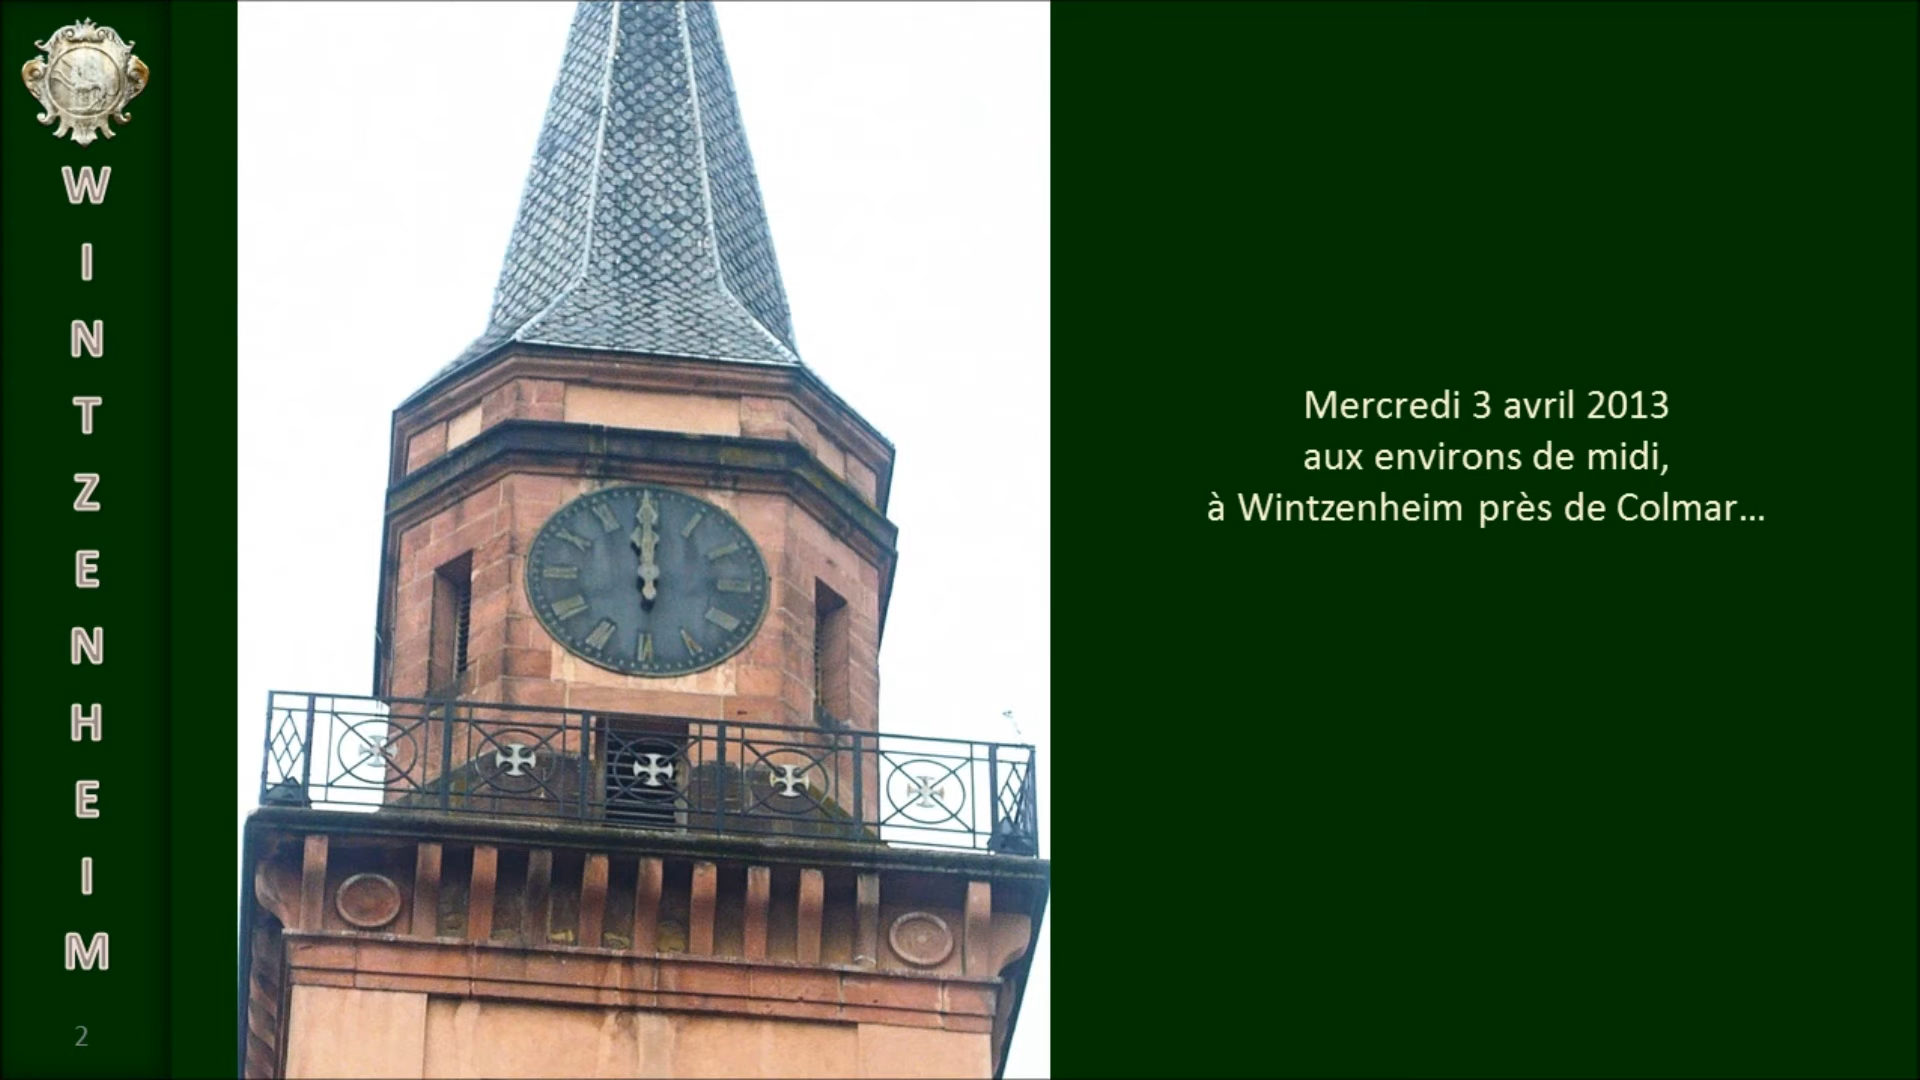 WINTZENHEIM
2
Mercredi 3 avril 2013
aux environs de midi,
à Wintzenheim près de Colmar...